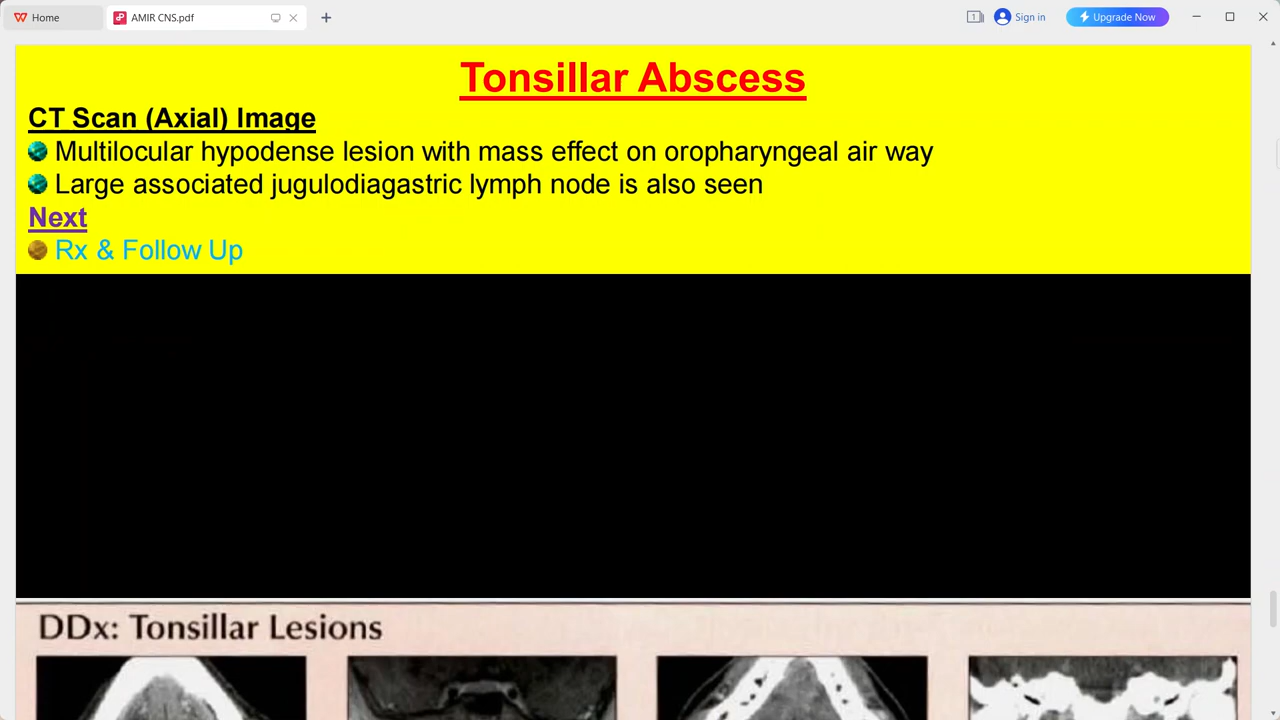 Home
AMIR CNS.pdf
1
Sign in
Upgrade Now
Tonsillar Abscess
CT Scan (Axial) Image
Multilocular hypodense lesion with mass effect on oropharyngeal air way
Large associated jugulodiagastric lymph node is also seen
Next
Rx & Follow Up
DDx: Tonsillar Lesions